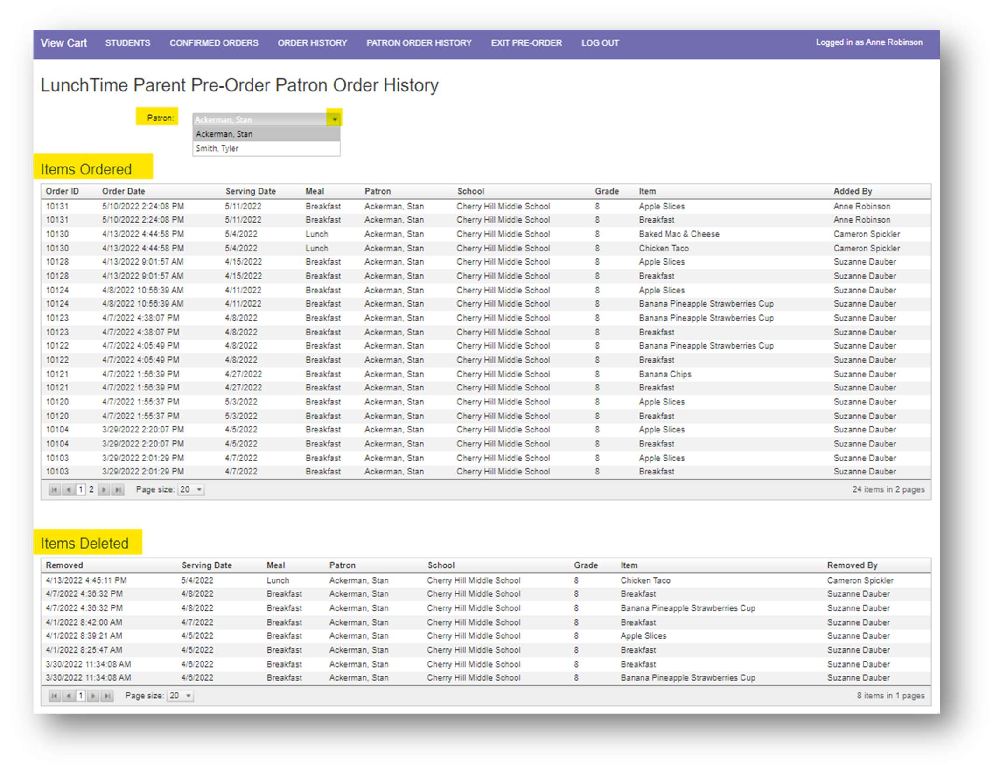 View Cart STUDENTS CONFIRMED ORDERS ORDER HISTORY PATRON ORDER HISTORY EXIT PRE-ORDER LOG OUT Logged in as Anne Robinson
LunchTime Parent Pre-Order Patron Order History
Patron: Ackerman, Stan
Ackerman, Stan
Smith, Tyler
Items Ordered
Order ID Order Date Serving Date Meal Patron School Grade Item Added By
10131 5/10/2022 2:24:08 PM 5/11/2022 Breakfast Ackerman, Stan Cherry Hill Middle School 8 Apple Slices Anne Robinson
10131 5/10/2022 2:24:08 PM 5/11/2022 Breakfast Ackerman, Stan Cherry Hill Middle School 8 Breakfast Anne Robinson
10130 4/13/2022 4:44:58 PM 5/4/2022 Lunch Ackerman, Stan Cherry Hill Middle School 8 Baked Mac & Cheese Cameron Spickler
10130 4/13/2022 4:44:58 PM 5/4/2022 Lunch Ackerman, Stan Cherry Hill Middle School 8 Chicken Taco Cameron Spickler
10128 4/13/2022 9:01:57 AM 4/15/2022 Breakfast Ackerman, Stan Cherry Hill Middle School 8 Apple Slices Suzanne Dauber
10128 4/13/2022 9:01:57 AM 4/15/2022 Breakfast Ackerman, Stan Cherry Hill Middle School 8 Breakfast Suzanne Dauber
10124 4/8/2022 10:56:39 AM 4/11/2022 Breakfast Ackerman, Stan Cherry Hill Middle School 8 Apple Slices Suzanne Dauber
10124 4/8/2022 10:56:39 AM 4/11/2022 Breakfast Ackerman, Stan Cherry Hill Middle School 8 Banana Pineapple Strawberries Cup Suzanne Dauber
10123 4/7/2022 4:38:07 PM 4/8/2022 Breakfast Ackerman, Stan Cherry Hill Middle School 8 Banana Pineapple Strawberries Cup Suzanne Dauber
10123 4/7/2022 4:38:07 PM 4/8/2022 Breakfast Ackerman, Stan Cherry Hill Middle School 8 Breakfast Suzanne Dauber
10122 4/7/2022 4:05:49 PM 4/8/2022 Breakfast Ackerman, Stan Cherry Hill Middle School 8 Banana Pineapple Strawberries Cup Suzanne Dauber
10122 4/7/2022 4:05:49 PM 4/8/2022 Breakfast Ackerman, Stan Cherry Hill Middle School 8 Breakfast Suzanne Dauber
10121 4/7/2022 1:56:39 PM 4/27/2022 Breakfast Ackerman, Stan Cherry Hill Middle School 8 Banana Chips Suzanne Dauber
10121 4/7/2022 1:56:39 PM 4/27/2022 Breakfast Ackerman, Stan Cherry Hill Middle School 8 Breakfast Suzanne Dauber
10120 4/7/2022 1:55:37 PM 5/3/2022 Breakfast Ackerman, Stan Cherry Hill Middle School 8 Apple Slices Suzanne Dauber
10120 4/7/2022 1:55:37 PM 5/3/2022 Breakfast Ackerman, Stan Cherry Hill Middle School 8 Breakfast Suzanne Dauber
10104 3/29/2022 2:20:07 PM 4/5/2022 Breakfast Ackerman, Stan Cherry Hill Middle School 8 Apple Slices Suzanne Dauber
10104 3/29/2022 2:20:07 PM 4/5/2022 Breakfast Ackerman, Stan Cherry Hill Middle School 8 Breakfast Suzanne Dauber
10103 3/29/2022 2:01:29 PM 4/7/2022 Breakfast Ackerman, Stan Cherry Hill Middle School 8 Apple Slices Suzanne Dauber
10103 3/29/2022 2:01:29 PM 4/7/2022 Breakfast Ackerman, Stan Cherry Hill Middle School 8 Breakfast Suzanne Dauber
1 2 Page size: 20 24 items in 2 pages
Items Deleted
Removed Serving Date Meal Patron School Grade Item Removed By
4/13/2022 4:45:11 PM 5/4/2022 Lunch Ackerman, Stan Cherry Hill Middle School 8 Chicken Taco Cameron Spickler
4/7/2022 4:36:32 PM 4/8/2022 Breakfast Ackerman, Stan Cherry Hill Middle School 8 Breakfast Suzanne Dauber
4/7/2022 4:36:32 PM 4/8/2022 Breakfast Ackerman, Stan Cherry Hill Middle School 8 Banana Pineapple Strawberries Cup Suzanne Dauber
4/1/2022 8:42:00 AM 4/7/2022 Breakfast Ackerman, Stan Cherry Hill Middle School 8 Breakfast Suzanne Dauber
4/1/2022 8:39:21 AM 4/5/2022 Breakfast Ackerman, Stan Cherry Hill Middle School 8 Apple Slices Suzanne Dauber
4/1/2022 8:25:47 AM 4/5/2022 Breakfast Ackerman, Stan Cherry Hill Middle School 8 Breakfast Suzanne Dauber
3/30/2022 11:34:08 AM 4/6/2022 Breakfast Ackerman, Stan Cherry Hill Middle School 8 Breakfast Suzanne Dauber
3/30/2022 11:34:08 AM 4/6/2022 Breakfast Ackerman, Stan Cherry Hill Middle School 8 Banana Pineapple Strawberries Cup Suzanne Dauber
1 Page size: 20 8 items in 1 pages